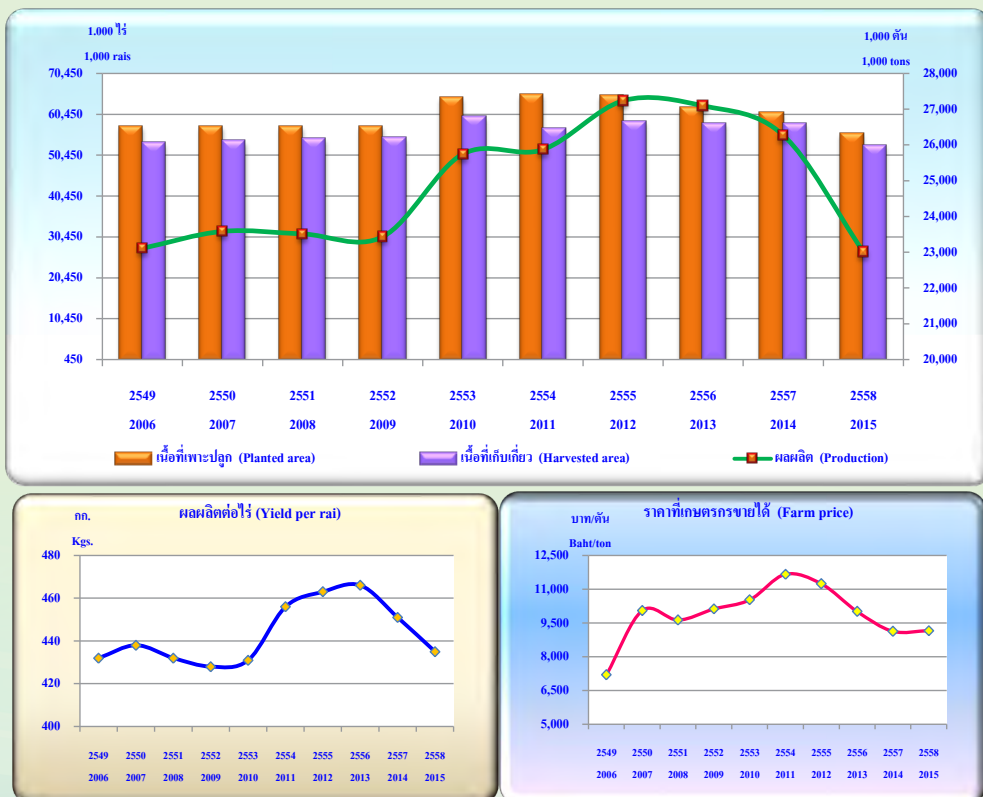 1.000 ไร่
1,000 rais
1,000 ตัน
1,000 tons
70,450
60,450
50,450
40,450
30,450
20,450
10,450
450
28,000
27,000
26,000
25,000
24,000
23,000
22,000
21,000
20,000
2549 2550 2551 2552 2553 2554 2555 2556 2557 2558
2006 2007 2008 2009 2010 2011 2012 2013 2014 2015
เนื้อที่เพาะปลูก (Planted area) เนื้อที่เก็บเกี่ยว (Harvested area) ผลผลิต (Production)
กก.
Kgs.
ผลผลิตต่อไร่ (Yield per rai)
480
460
440
420
400
2549 2550 2551 2552 2553 2554 2555 2556 2557 2558
2006 2007 2008 2009 2010 2011 2012 2013 2014 2015
บาท/ตัน
Baht/ton
ราคาที่เกษตรกรขายได้ (Farm price)
12,500
11,000
9,500
8,000
6,500
5,000
2549 2550 2551 2552 2553 2554 2555 2556 2557 2558
2006 2007 2008 2009 2010 2011 2012 2013 2014 2015